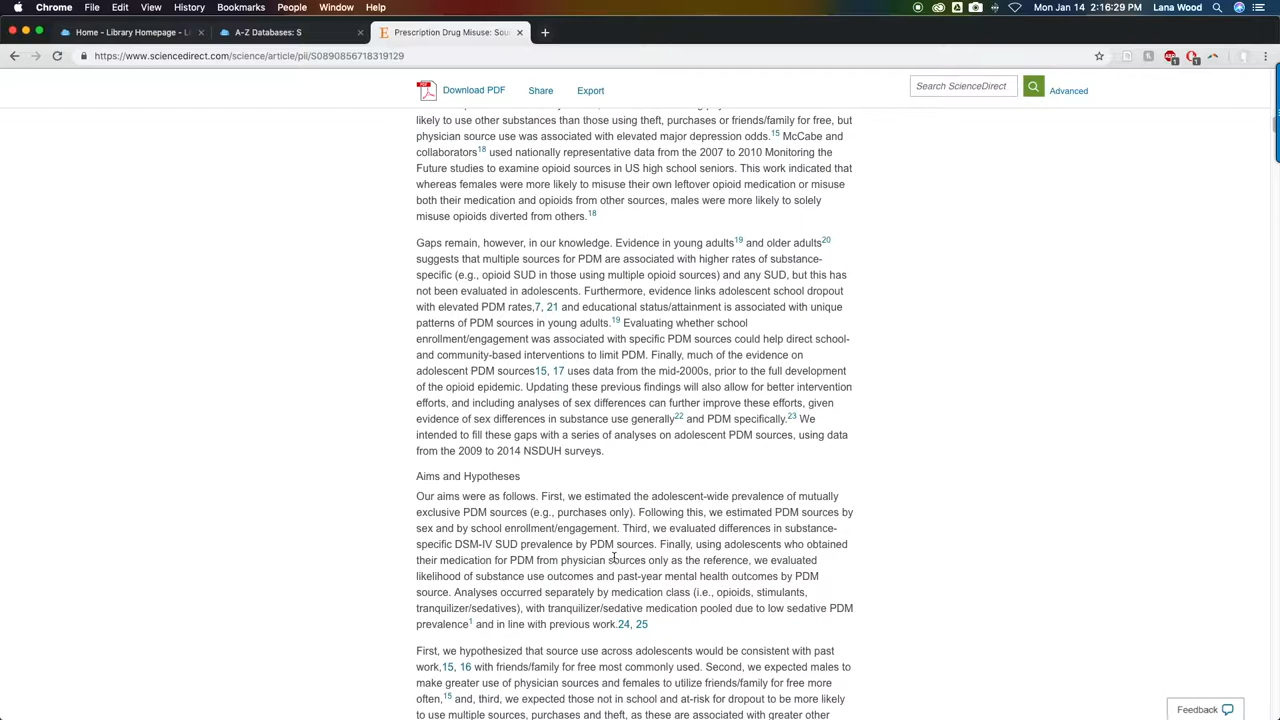 Chrome File Edit View History Bookmarks People Window Help Mon Jan 14 2:16:29 PM Lana Wood
Home - Library Homepage - Li
A-Z Databases: S
Prescription Drug Misuse: Sou
https://www.sciencedirect.com/science/article/pii/S0890856718319129
Download PDF Share Export Search ScienceDirect Advanced
likely to use other substances than those using theft, purchases or friends/family for free, but
physician source use was associated with elevated major depression odds.15 McCabe and
collaborators18 used nationally representative data from the 2007 to 2010 Monitoring the
Future studies to examine opioid sources in US high school seniors. This work indicated that
whereas females were more likely to misuse their own leftover opioid medication or misuse
both their medication and opioids from other sources, males were more likely to solely
misuse opioids diverted from others.18
Gaps remain, however, in our knowledge. Evidence in young adults19 and older adults20
suggests that multiple sources for PDM are associated with higher rates of substance-
specific (e.g., opioid SUD in those using multiple opioid sources) and any SUD, but this has
not been evaluated in adolescents. Furthermore, evidence links adolescent school dropout
with elevated PDM rates,7, 21 and educational status/attainment is associated with unique
patterns of PDM sources in young adults.19 Evaluating whether school
enrollment/engagement was associated with specific PDM sources could help direct school-
and community-based interventions to limit PDM. Finally, much of the evidence on
adolescent PDM sources15, 17 uses data from the mid-2000s, prior to the full development
of the opioid epidemic. Updating these previous findings will also allow for better intervention
efforts, and including analyses of sex differences can further improve these efforts, given
evidence of sex differences in substance use generally22 and PDM specifically.23 We
intended to fill these gaps with a series of analyses on adolescent PDM sources, using data
from the 2009 to 2014 NSDUH surveys.
Aims and Hypotheses
Our aims were as follows. First, we estimated the adolescent-wide prevalence of mutually
exclusive PDM sources (e.g., purchases only). Following this, we estimated PDM sources by
sex and by school enrollment/engagement. Third, we evaluated differences in substance-
specific DSM-IV SUD prevalence by PDM sources. Finally, using adolescents who obtained
their medication for PDM from physician sources only as the reference, we evaluated
likelihood of substance use outcomes and past-year mental health outcomes by PDM
source. Analyses occurred separately by medication class (i.e., opioids, stimulants,
tranquilizer/sedatives), with tranquilizer/sedative medication pooled due to low sedative PDM
prevalence1 and in line with previous work.24, 25
First, we hypothesized that source use across adolescents would be consistent with past
work,15, 16 with friends/family for free most commonly used. Second, we expected males to
make greater use of physician sources and females to utilize friends/family for free more
often,15 and, third, we expected those not in school and at-risk for dropout to be more likely
to use multiple sources, purchases and theft, as these are associated with greater other
Feedback